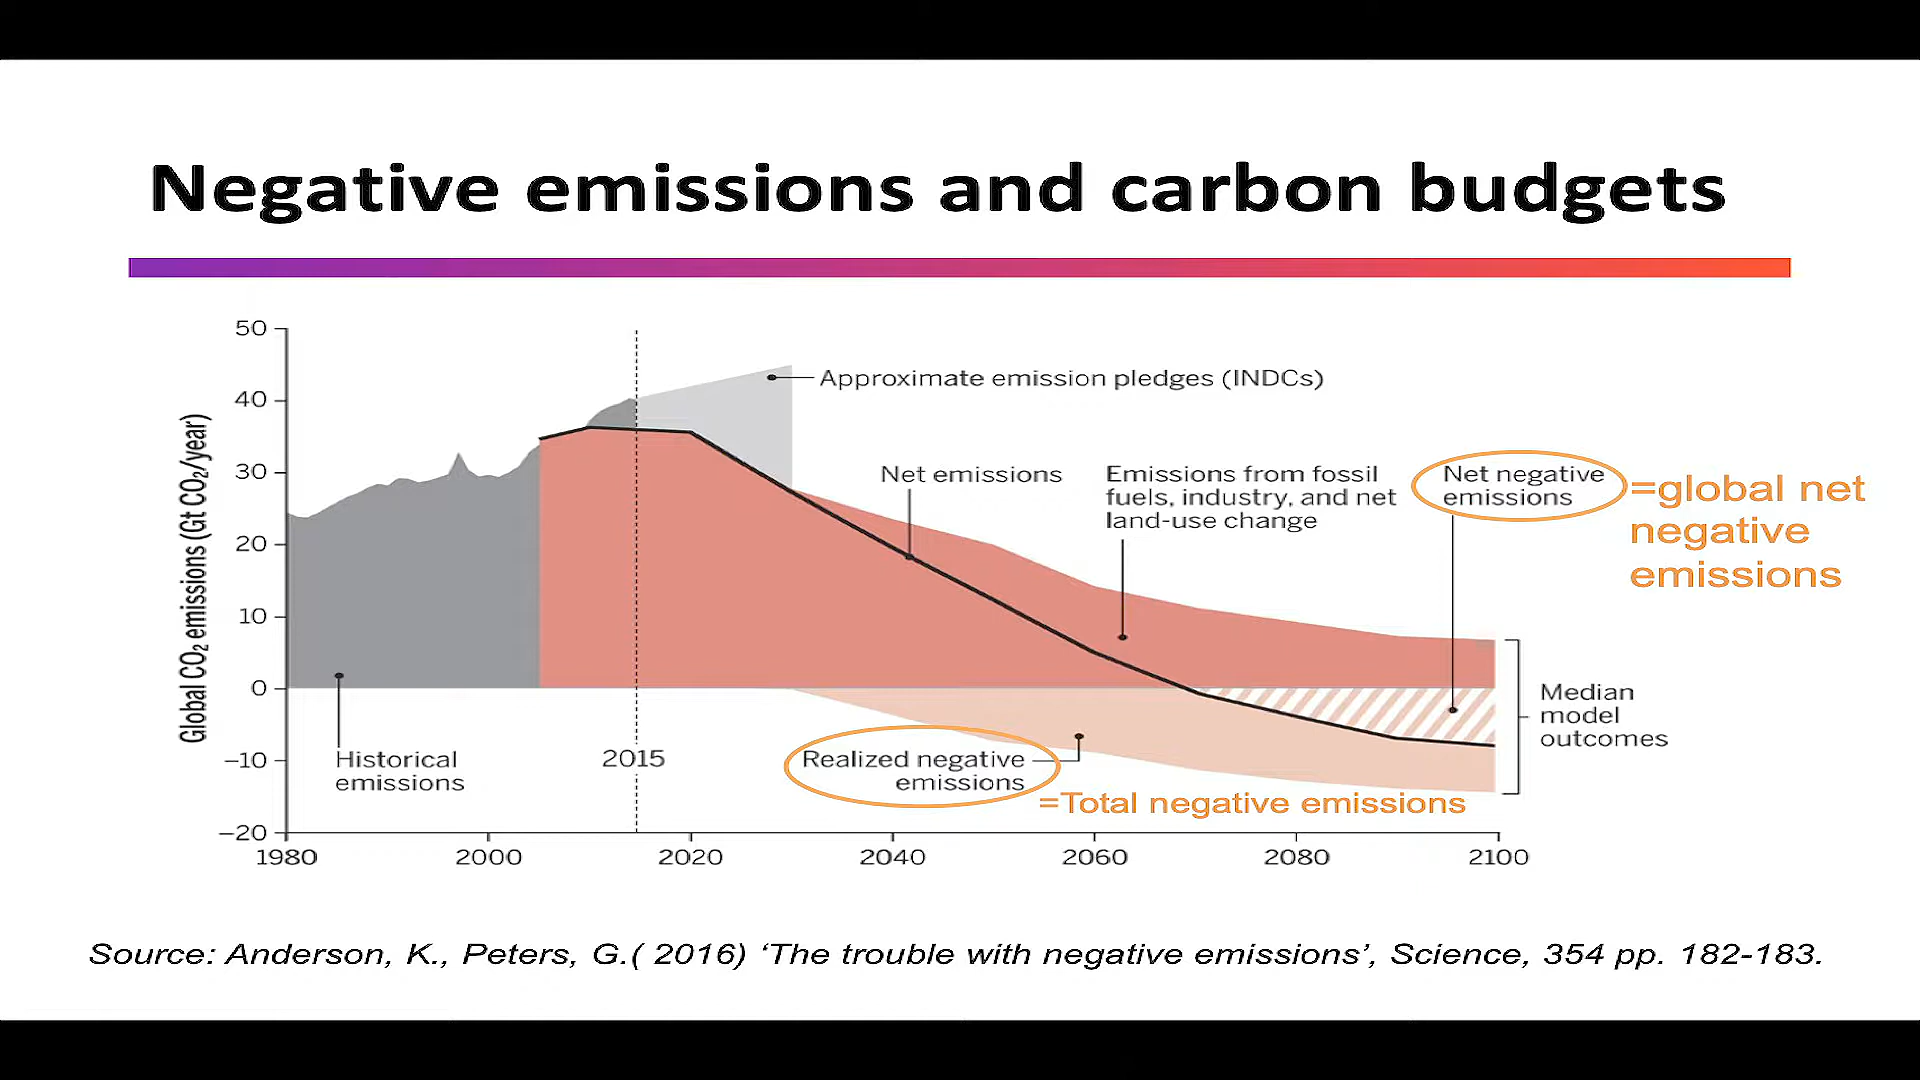 Negative emissions and carbon budgets
50
40
30
20
10
0
−10
−20
Global CO₂ emissions (Gt CO₂/year)
Approximate emission pledges (INDCs)
Net emissions
Emissions from fossil
fuels, industry, and net
land-use change
Net negative
emissions
=global net
negative
emissions
Historical
emissions
2015
Realized negative
emissions
=Total negative emissions
Median
model
outcomes
1980
2000
2020
2040
2060
2080
2100
Source: Anderson, K., Peters, G.( 2016) ‘The trouble with negative emissions’, Science, 354 pp. 182-183.